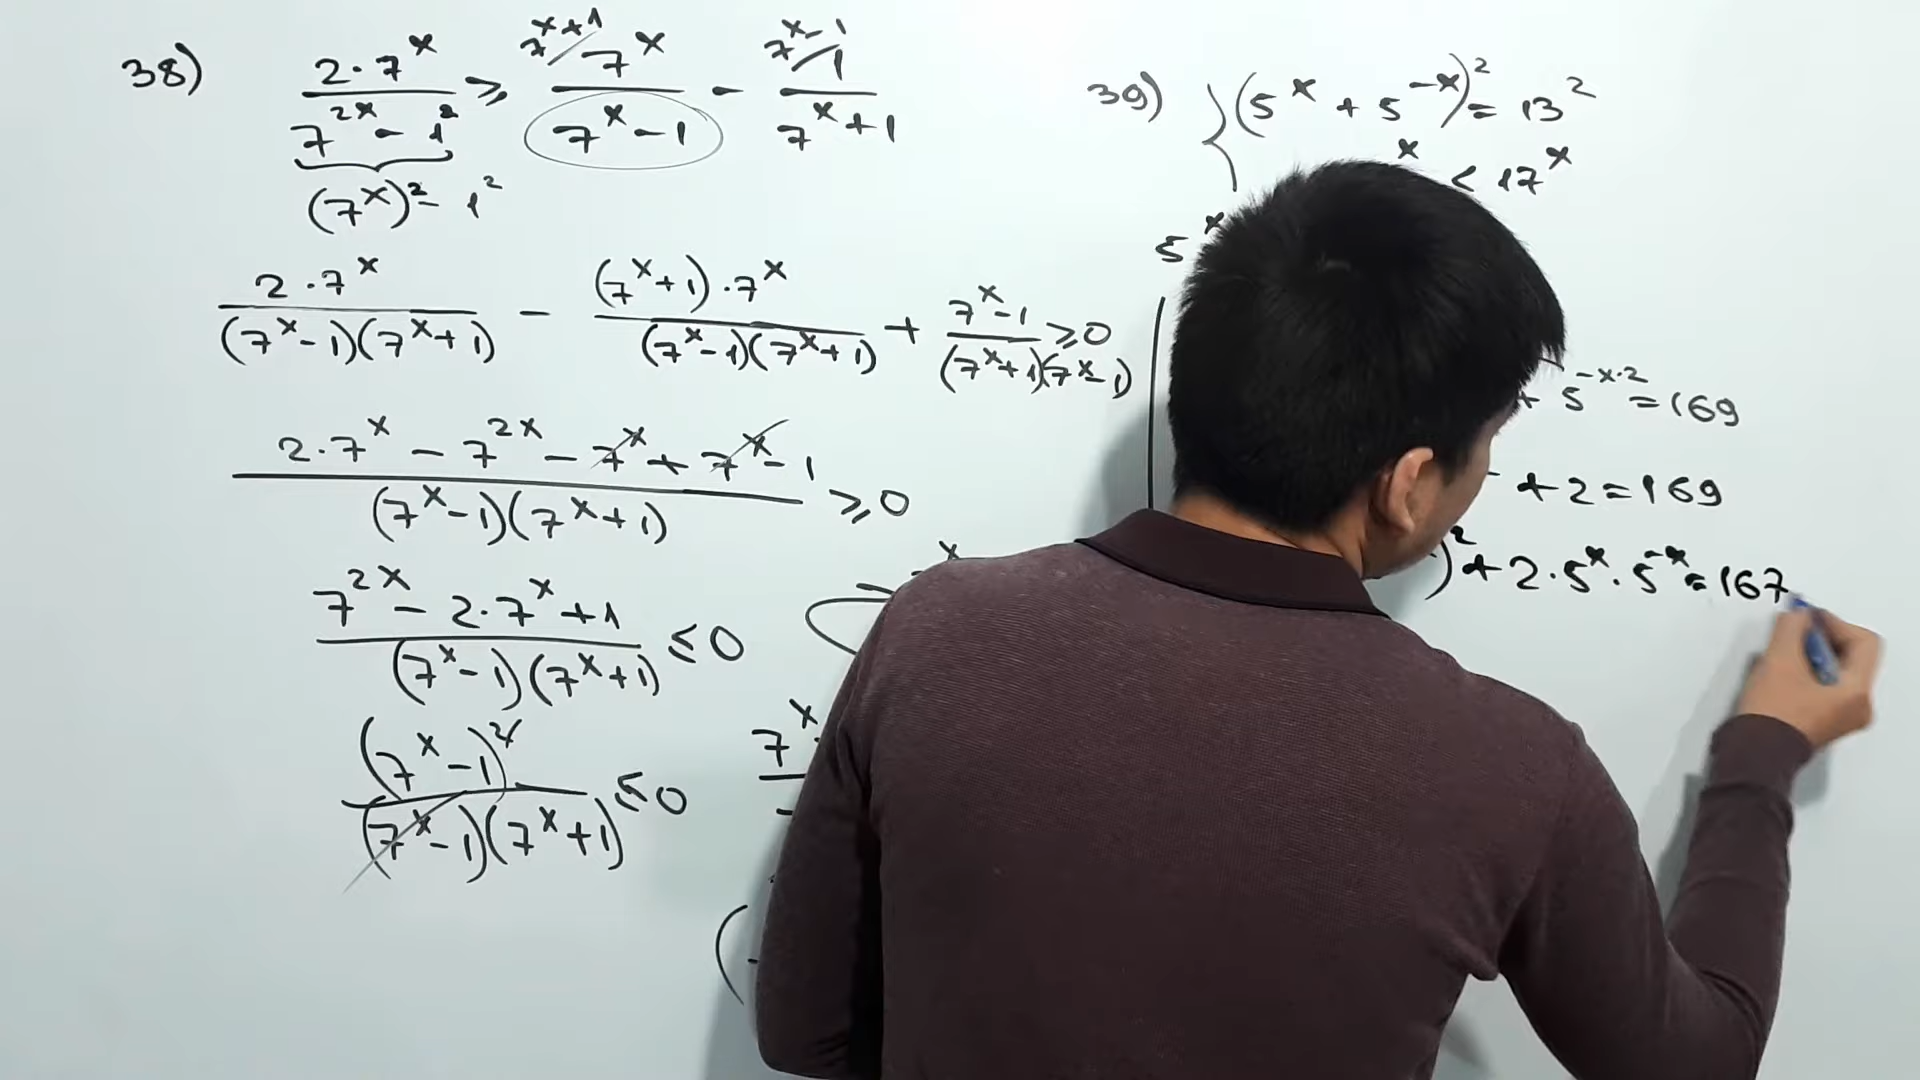 38) 2·7^x / (7^(2x) - 1^2) ≥ 7^(x+1) 7^x / (7^x - 1) - 7^(x-1) 1 / (7^x + 1)
(7^x)^2 - 1^2
2·7^x / (7^x-1)(7^x+1) - (7^x+1)·7^x / (7^x-1)(7^x+1) + 7^x-1 / (7^x+1)(7^x-1) ≥ 0
2·7^x - 7^(2x) - 7^x + 7^x - 1 / (7^x-1)(7^x+1) ≥ 0
7^(2x) - 2·7^x + 1 / (7^x-1)(7^x+1) ≤ 0
(7^x-1)^2 / (7^x-1)(7^x+1) ≤ 0
x
7^x
39) { (5^x + 5^(-x))^2 = 13^2
x < 17^x
5^x
+ 5^(-x·2) = 169
+ 2 = 169
)^2 + 2·5^x·5^(-x) = 167